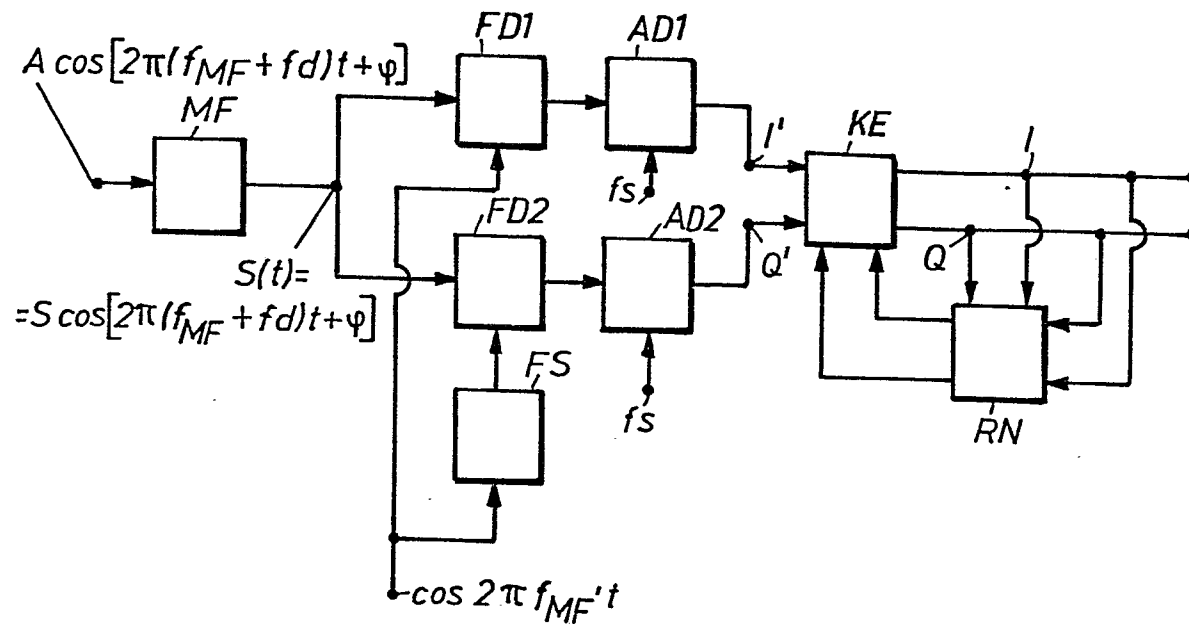 A cos[2π(f_MF + fd)t + φ]
MF
FD1
AD1
KE
I'
I
fs
FD2
AD2
Q'
Q
S(t)=
=S cos[2π(f_MF + fd)t + φ]
FS
fs
RN
cos 2π f_MF' t